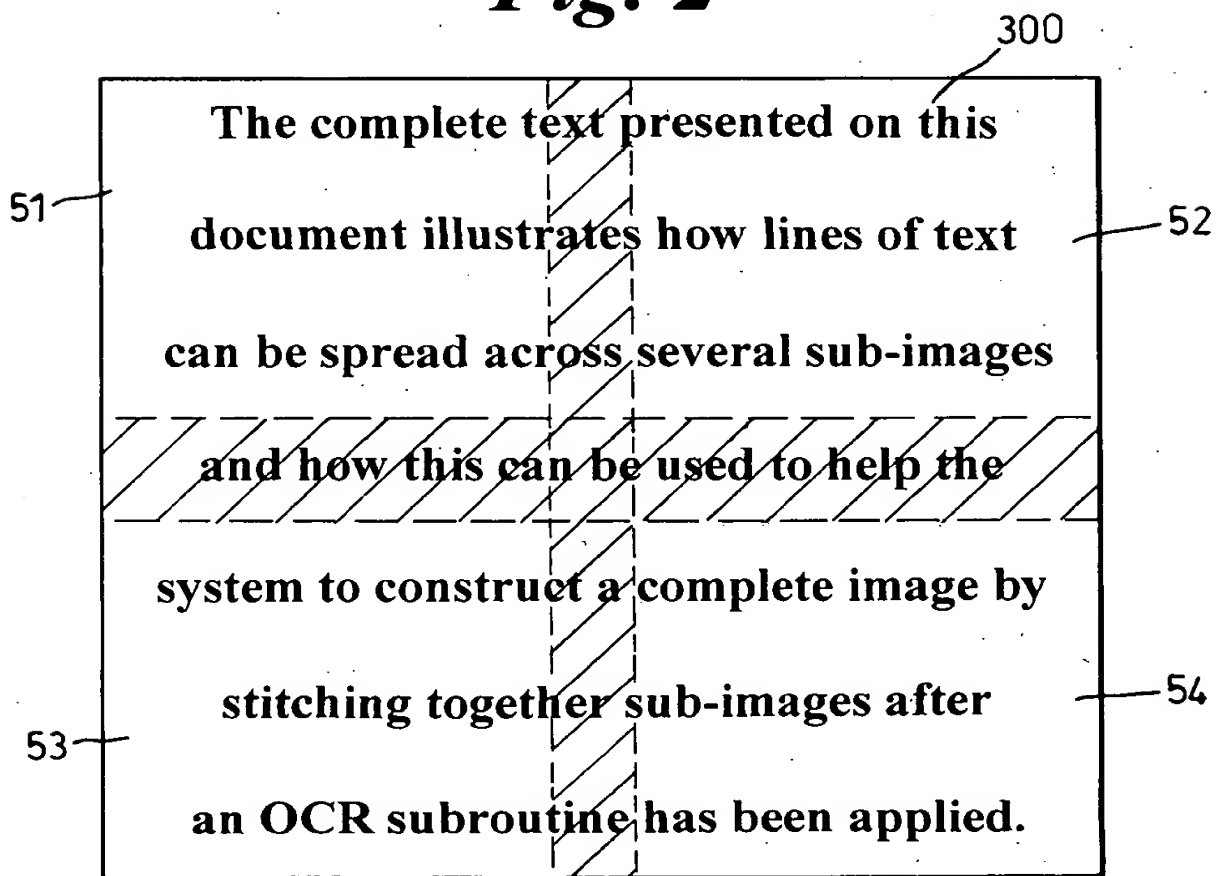 Fig. 2
300
The complete text presented on this
51
document illustrates how lines of text
52
can be spread across several sub-images
and how this can be used to help the
system to construct a complete image by
stitching together sub-images after
54
53
an OCR subroutine has been applied.